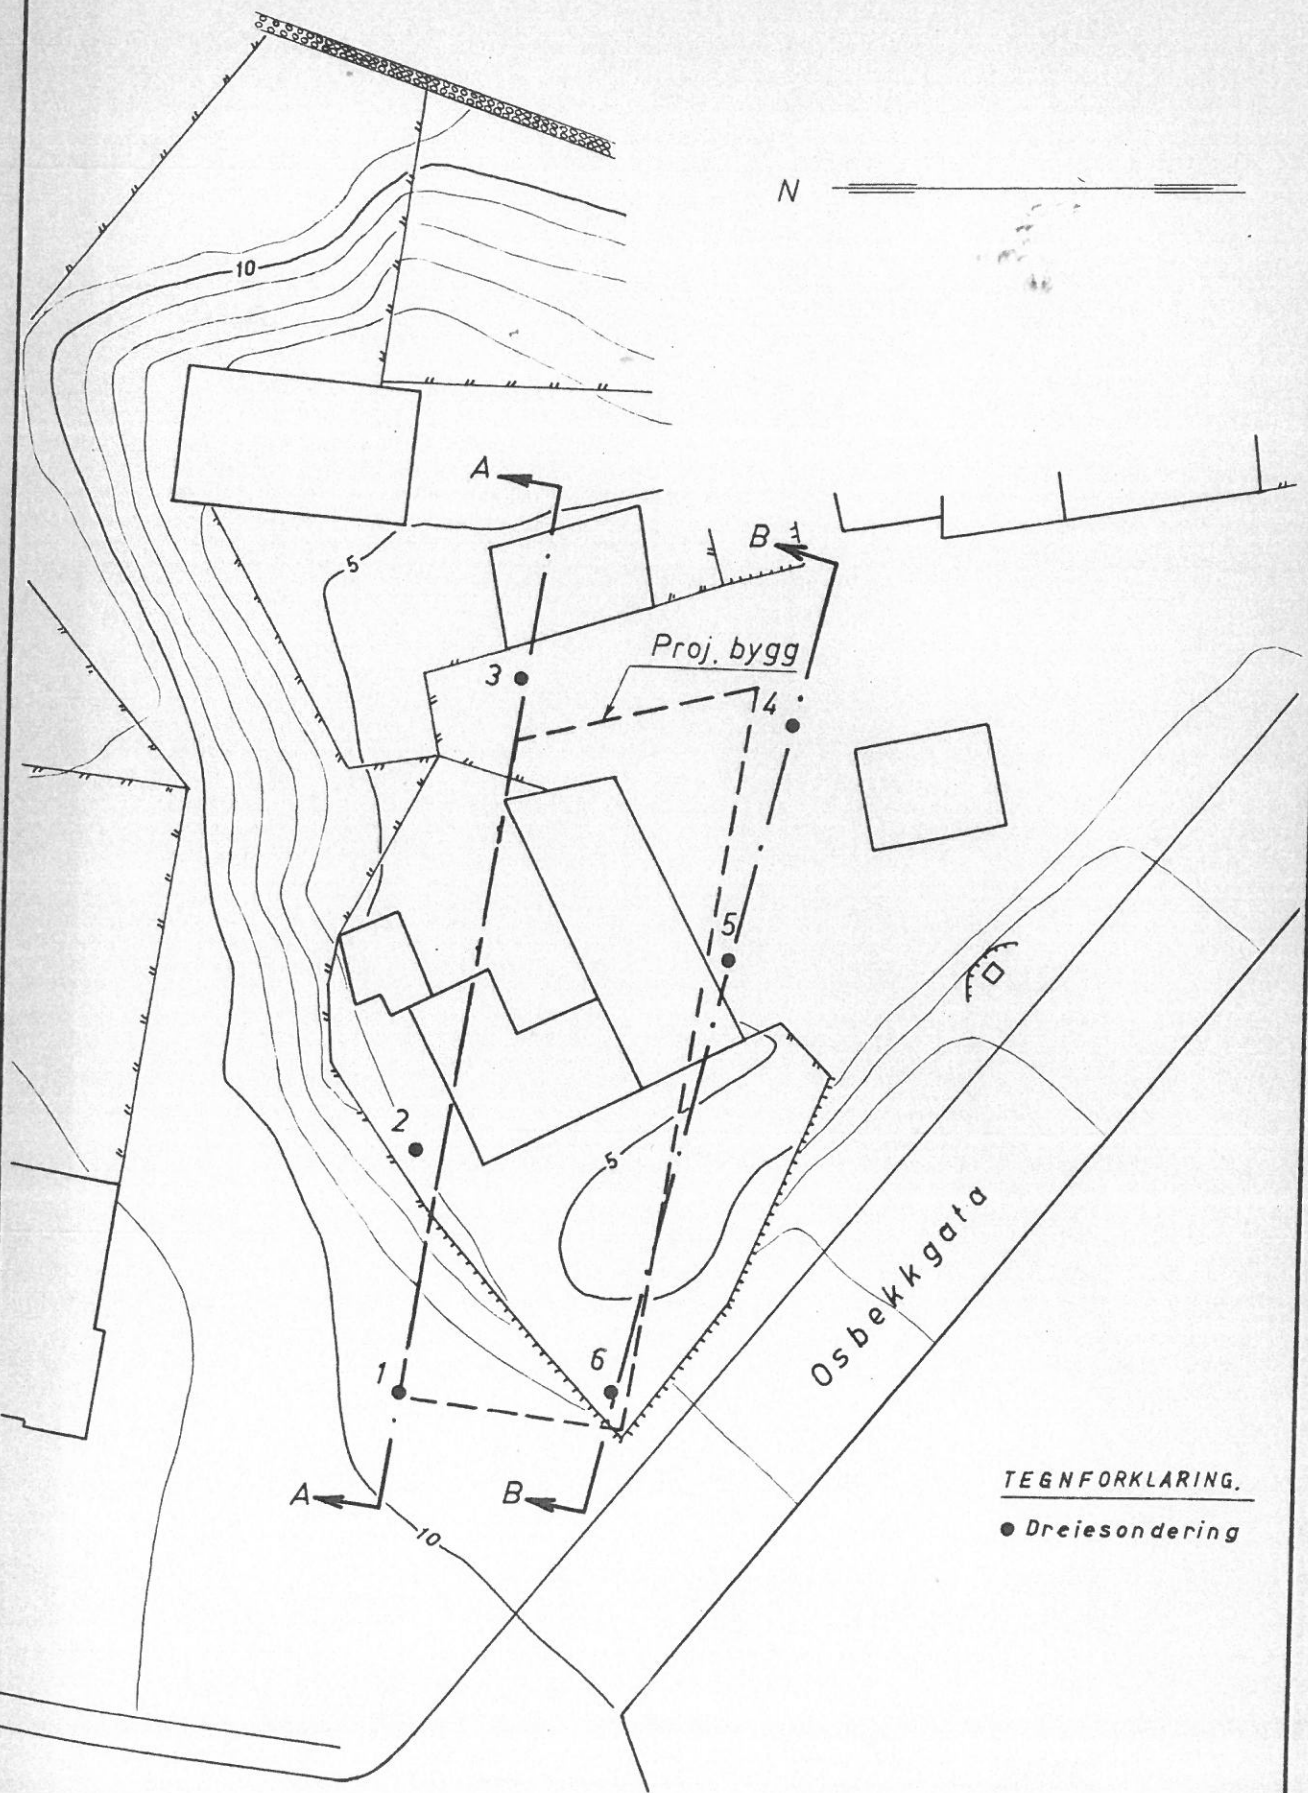 N
10
A
5
B
Proj. bygg
3
4
5
2
5
Osbekkgata
1
6
A
B
10
TEGNFORKLARING.
Dreiesondering